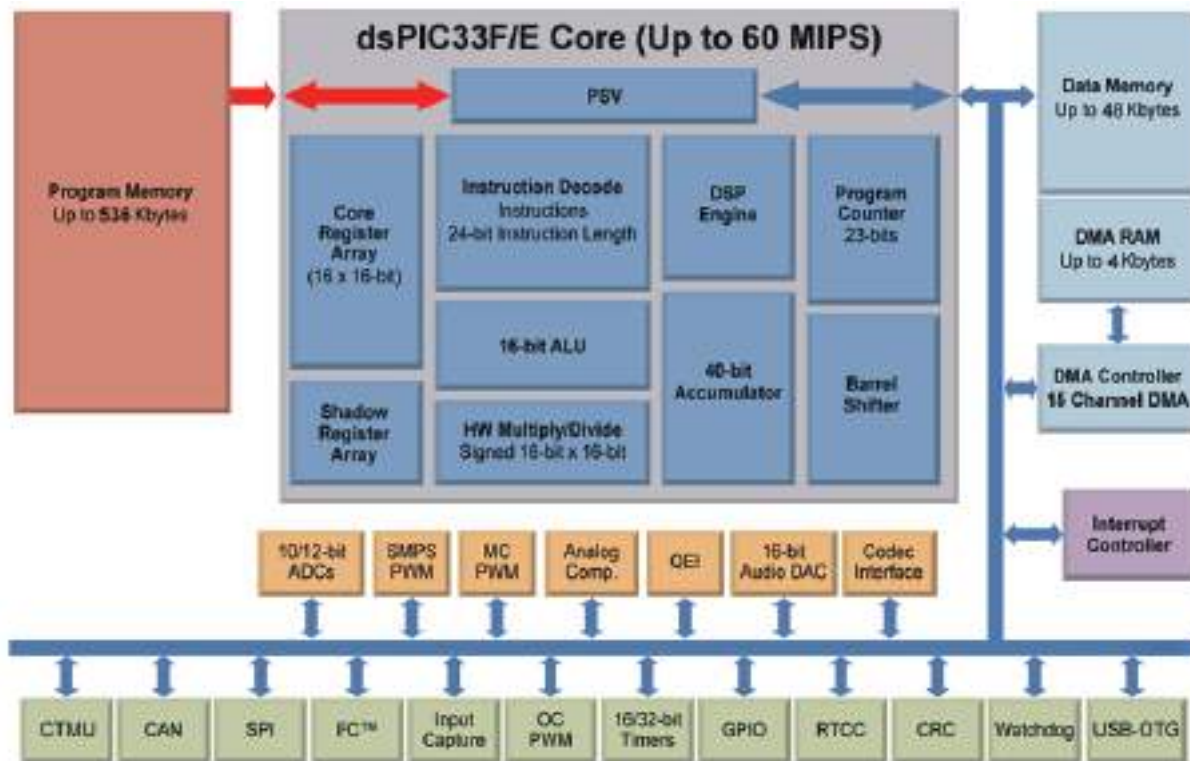 dsPIC33F/E Core (Up to 60 MIPS)
PSV
Program Memory
Up to 536 Kbytes
Core
Register
Array
(16 x 16-bit)
Shadow
Register
Array
Instruction Decode
Instructions
24-bit Instruction Length
16-bit ALU
HW Multiply/Divide
Signed 16-bit x 16-bit
DSP
Engine
40-bit
Accumulator
Program
Counter
23-bits
Barrel
Shifter
Data Memory
Up to 48 Kbytes
DMA RAM
Up to 4 Kbytes
DMA Controller
15 Channel DMA
Interrupt
Controller
10/12-bit
ADCs
SMPS
PWM
MC
PWM
Analog
Comp.
QEI
16-bit
Audio DAC
Codec
Interface
CTMU
CAN
SPI
I²C™
Input
Capture
OC
PWM
16/32-bit
Timers
GPIO
RTCC
CRC
Watchdog
USB-OTG